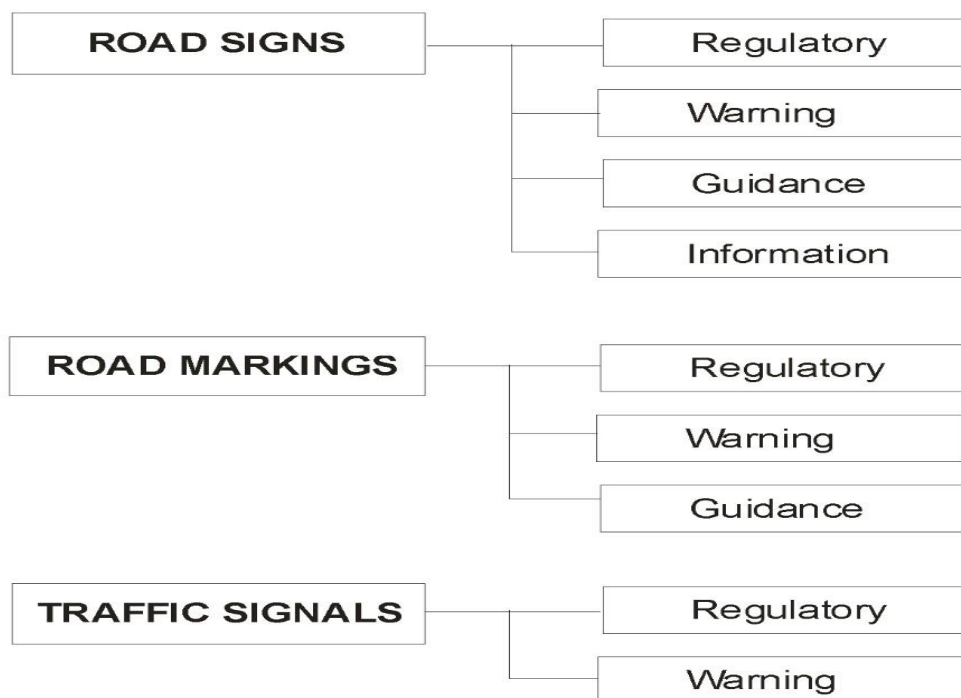 ROAD SIGNS
Regulatory
Warning
Guidance
Information
ROAD MARKINGS
Regulatory
Warning
Guidance
TRAFFIC SIGNALS
Regulatory
Warning